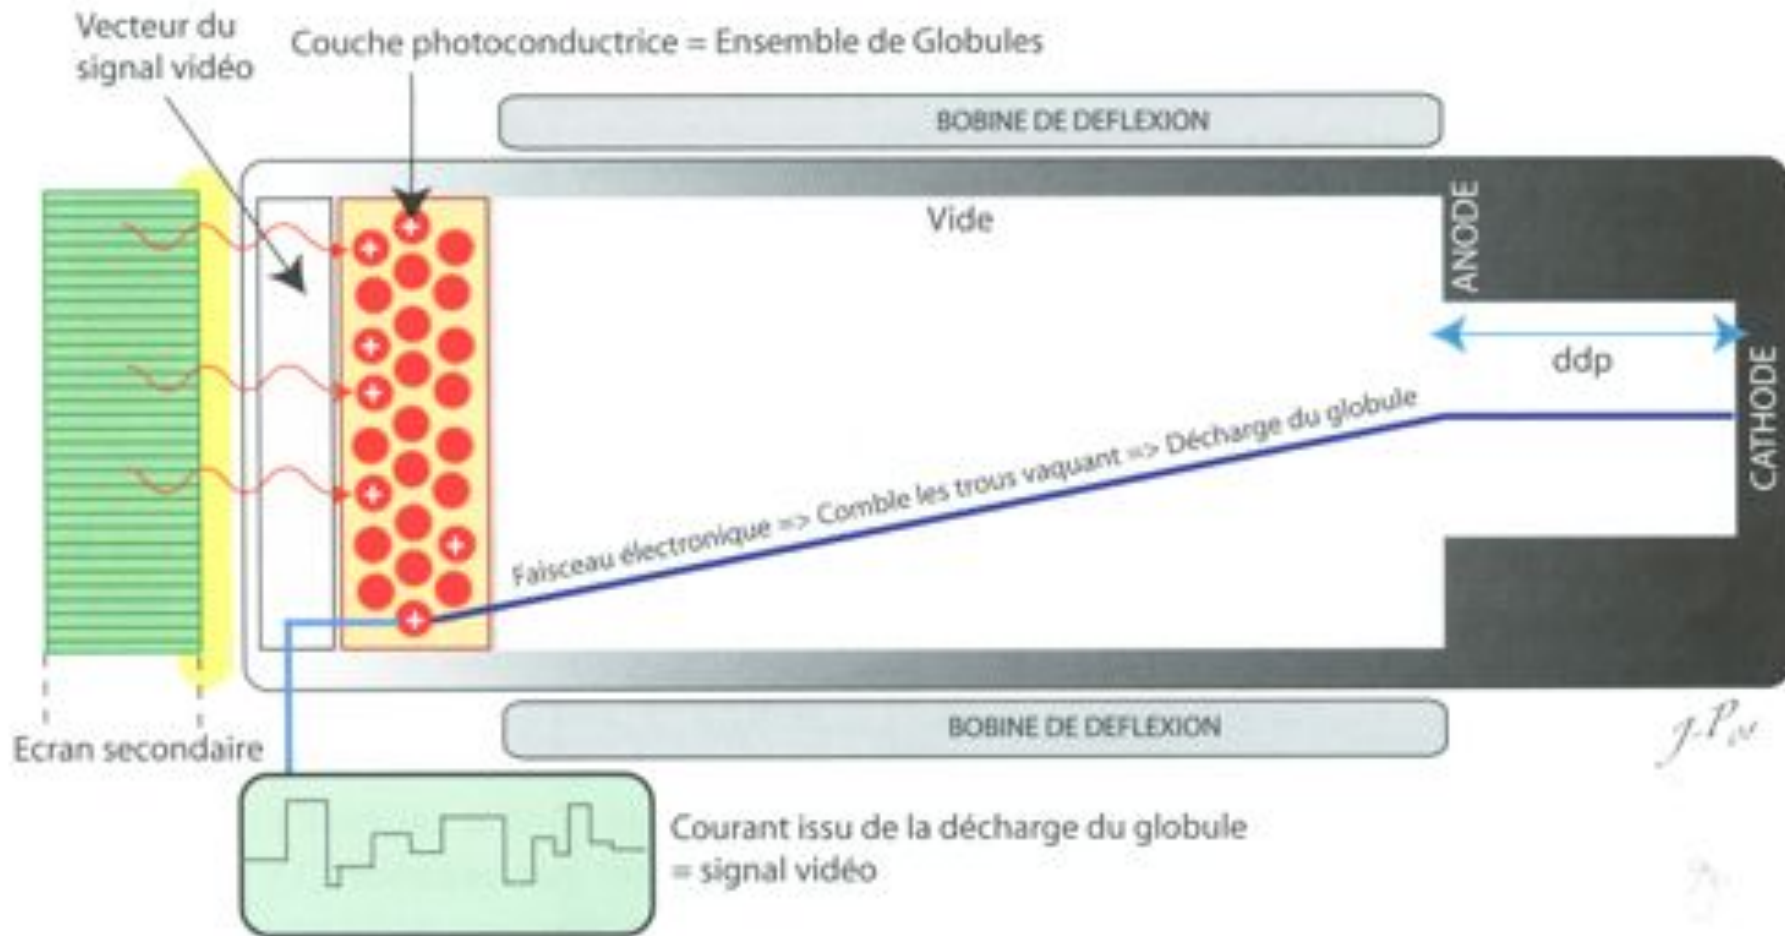 Vecteur du
signal vidéo
Couche photoconductrice = Ensemble de Globules
BOBINE DE DEFLEXION
Vide
ANODE
ddp
CATHODE
Faisceau électronique => Comble les trous vaquant => Décharge du globule
+
+
+
+
+
+
+
BOBINE DE DEFLEXION
Ecran secondaire
Courant issu de la décharge du globule
= signal vidéo